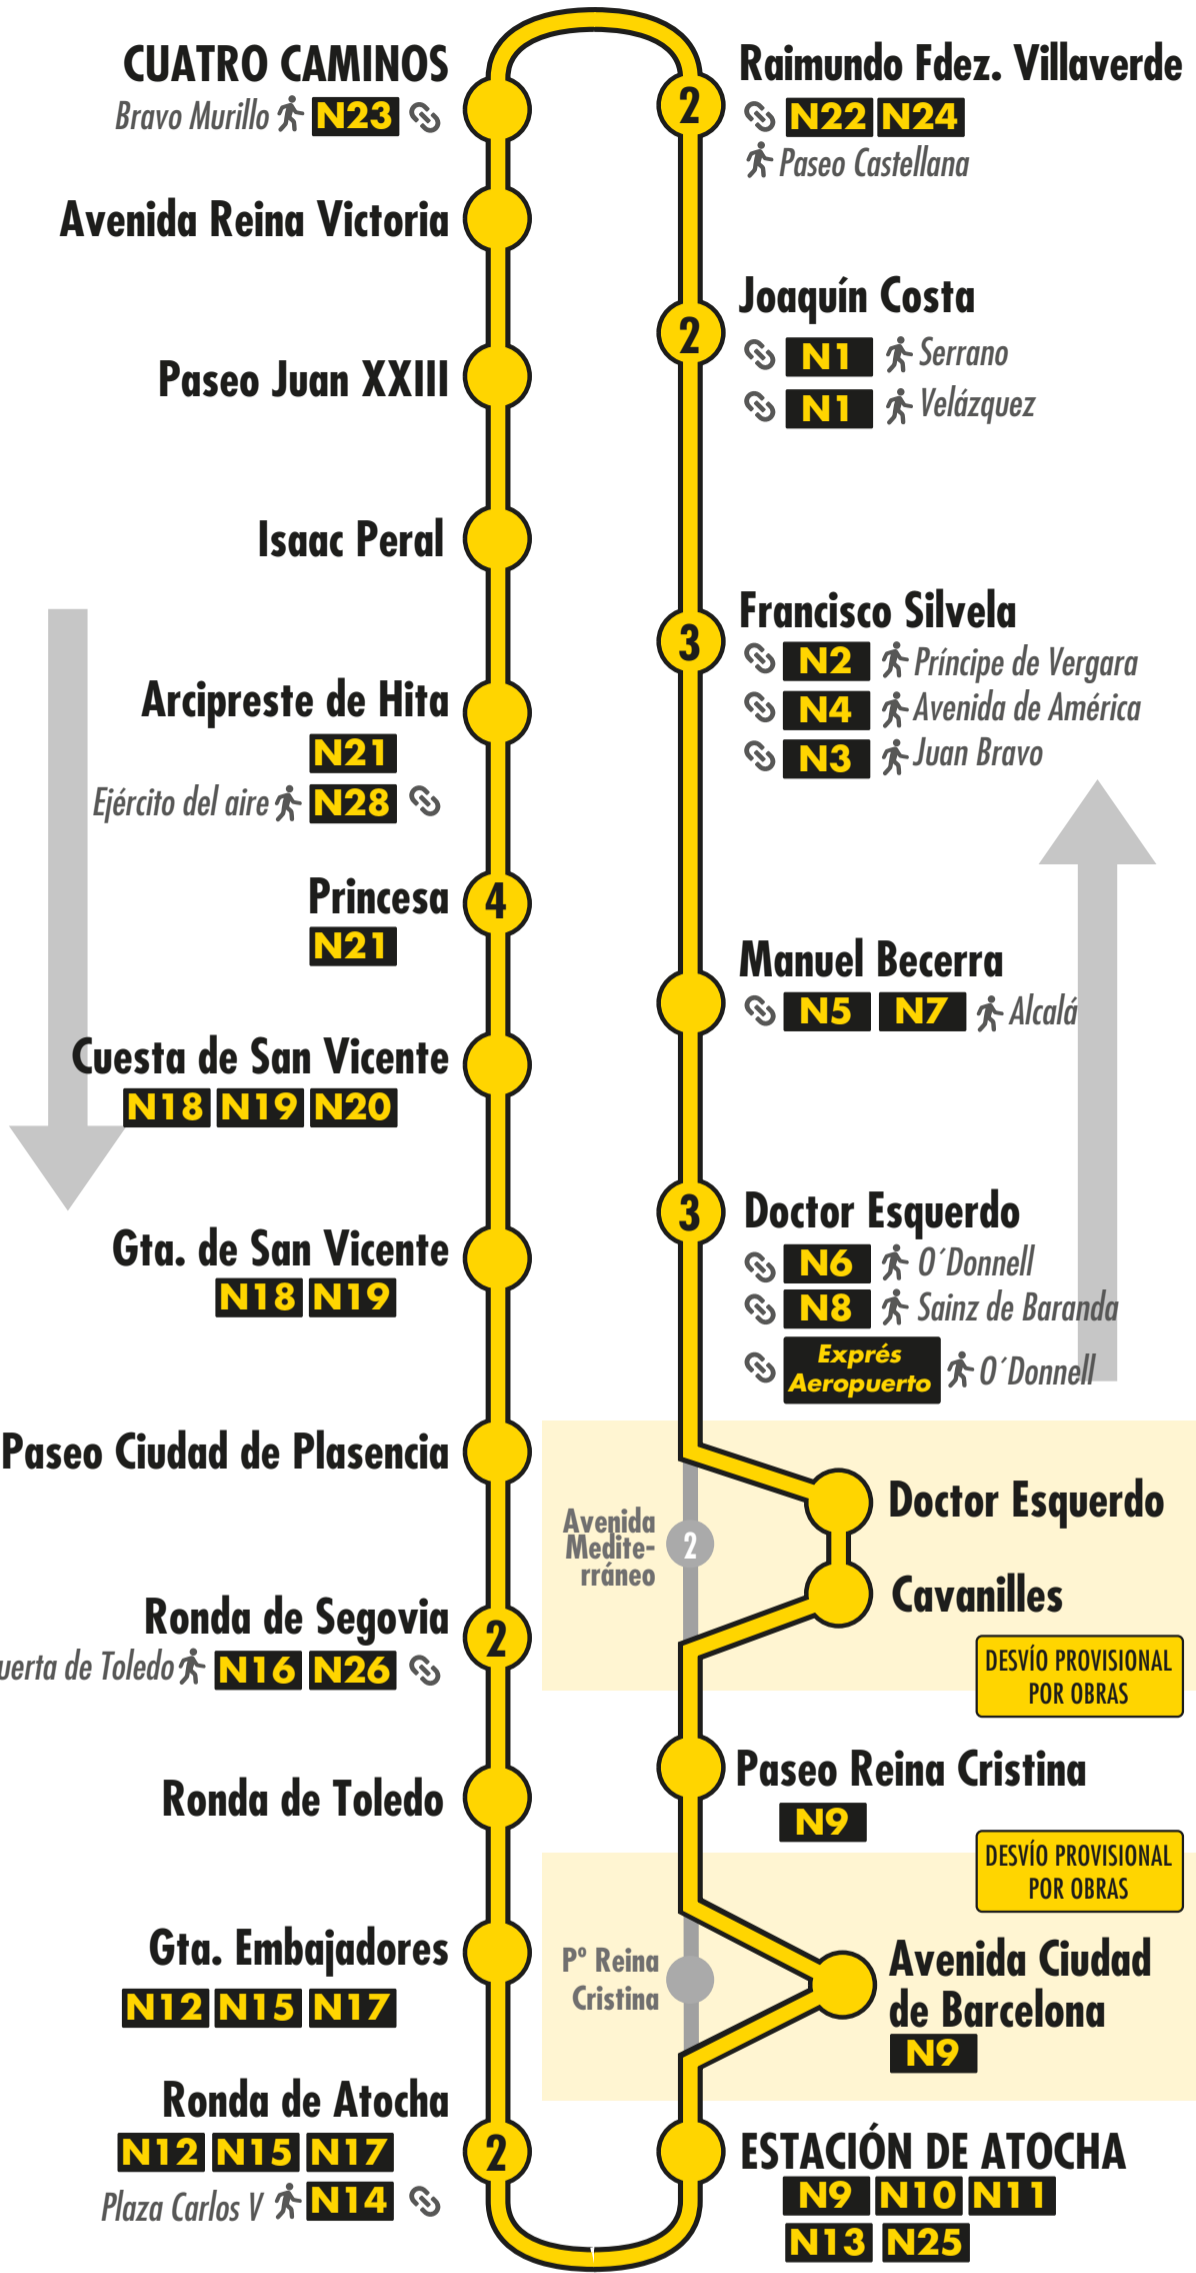 CUATRO CAMINOS
Bravo Murillo N23
Avenida Reina Victoria
Paseo Juan XXIII
Isaac Peral
Arcipreste de Hita
N21
Ejército del aire N28
Princesa
4
N21
Cuesta de San Vicente
N18 N19 N20
Gta. de San Vicente
N18 N19
Paseo Ciudad de Plasencia
Ronda de Segovia
2
uerta de Toledo N16 N26
Ronda de Toledo
Gta. Embajadores
N12 N15 N17
Ronda de Atocha
N12 N15 N17
2
Plaza Carlos V N14
Raimundo Fdez. Villaverde
2
N22 N24
Paseo Castellana
Joaquín Costa
2
N1 Serrano
N1 Velázquez
Francisco Silvela
3
N2 Príncipe de Vergara
N4 Avenida de América
N3 Juan Bravo
Manuel Becerra
N5 N7 Alcalá
Doctor Esquerdo
3
N6 O´Donnell
N8 Sainz de Baranda
Exprés
Aeropuerto
O´Donnell
Doctor Esquerdo
Avenida
Medite-
rráneo
2
Cavanilles
DESVÍO PROVISIONAL
POR OBRAS
Paseo Reina Cristina
N9
DESVÍO PROVISIONAL
POR OBRAS
Pº Reina
Cristina
Avenida Ciudad
de Barcelona
N9
ESTACIÓN DE ATOCHA
N9 N10 N11
N13 N25